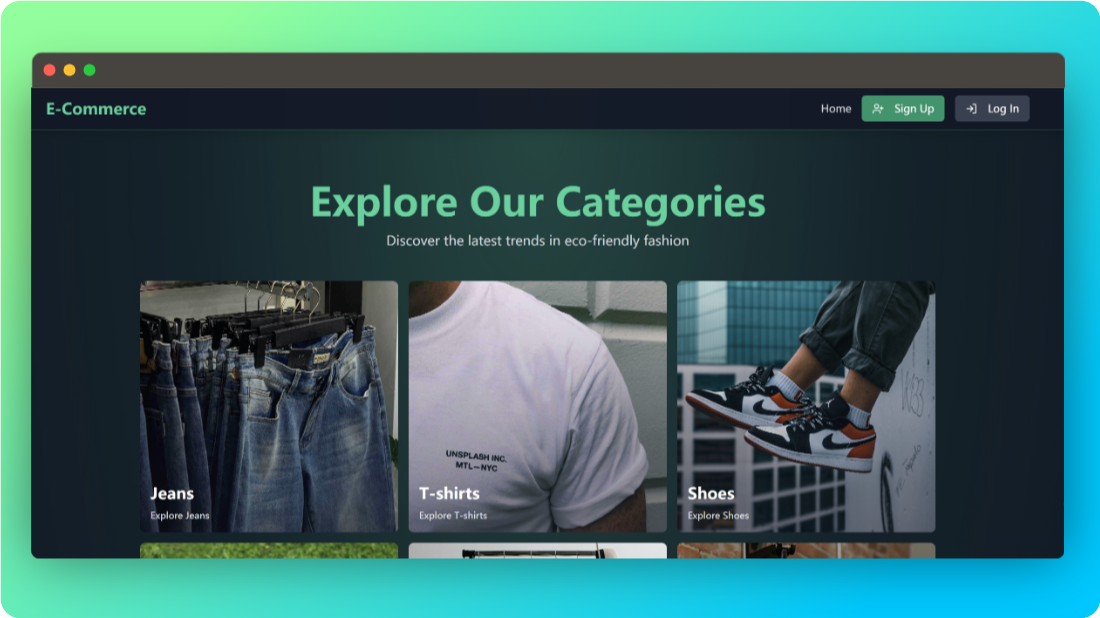 E-Commerce
Home
Sign Up
Log In
Explore Our Categories
Discover the latest trends in eco-friendly fashion
UNSPLASH INC.
MTL—NYC
Jeans
Explore Jeans
T-shirts
Explore T-shirts
Shoes
Explore Shoes